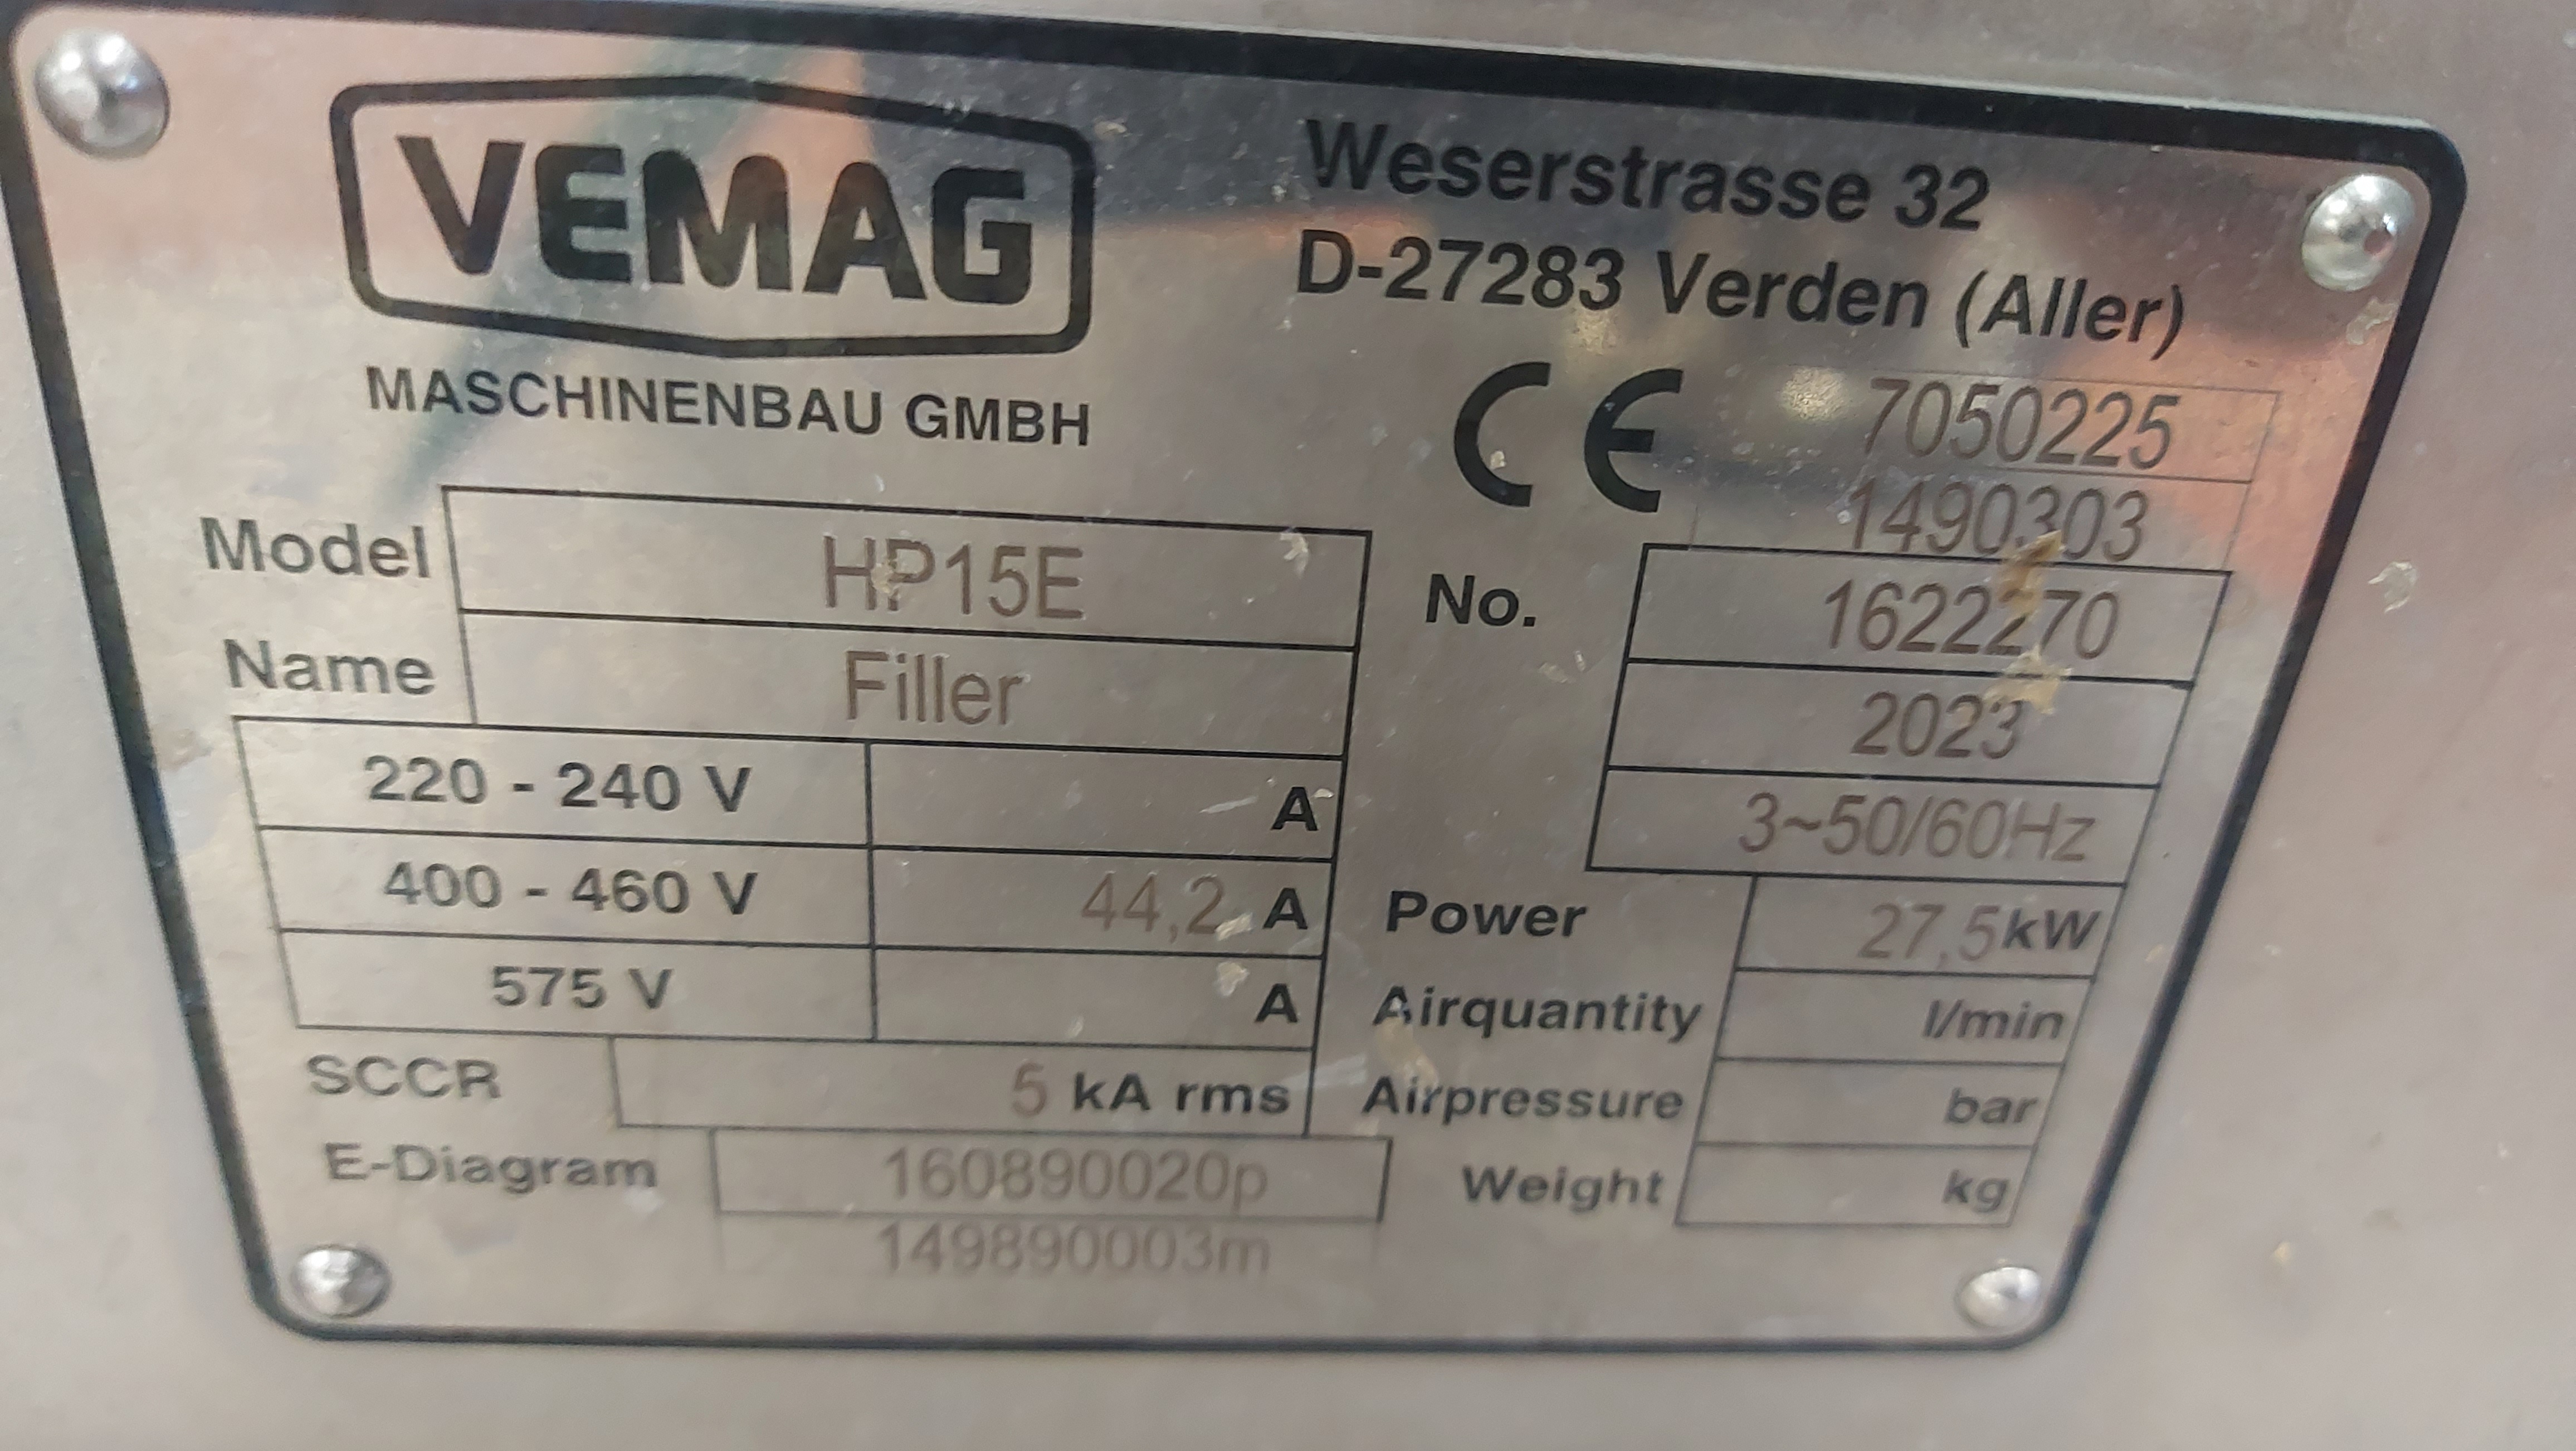 VEMAG
MASCHINENBAU GMBH
Weserstrasse 32
D-27283 Verden (Aller)
CE
7050225
1490303
Model HP15E
No. 1622270
Name Filler
2023
220 - 240 V A
3~50/60Hz
400 - 460 V 44,2 A
Power 27,5kW
575 V A
Airquantity l/min
SCCR 5 kA rms
Airpressure bar
E-Diagram 160890020p
Weight kg
149890003m